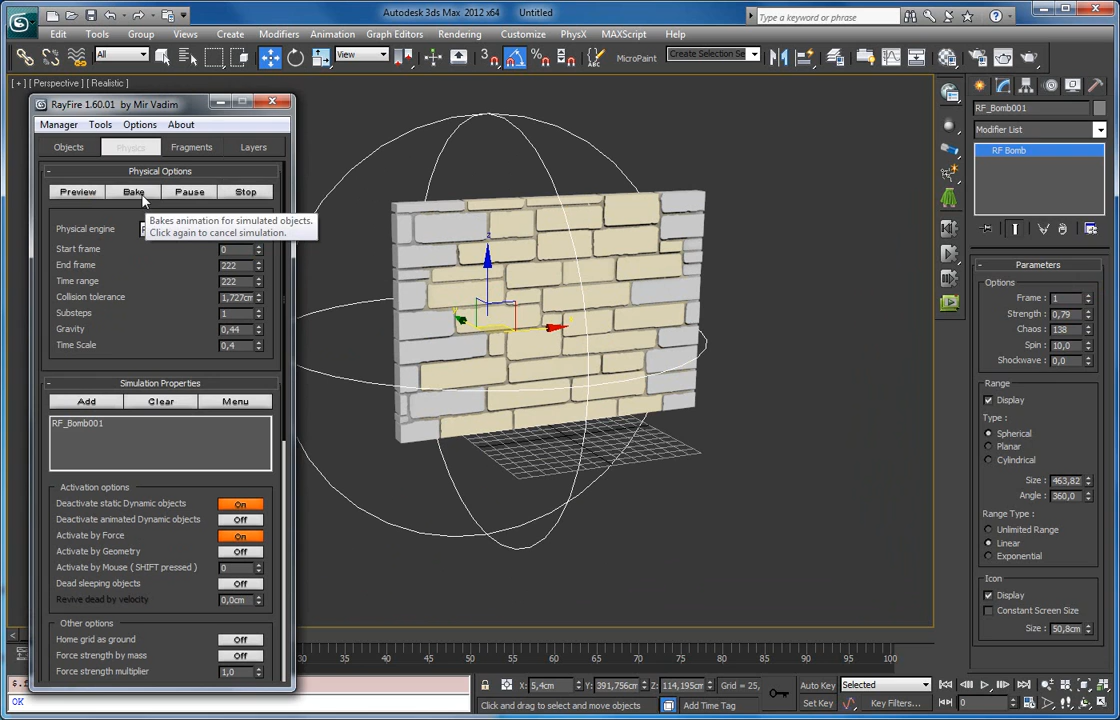 Autodesk 3ds Max 2012 x64 Untitled
Type a keyword or phrase
Edit Tools Group Views Create Modifiers Animation Graph Editors Rendering Customize PhysX MAXScript Help
All
View
3
%
MicroPaint
Create Selection Se
[ + ] [ Perspective ] [ Realistic ]
RayFire 1.60.01 by Mir Vadim
Manager Tools Options About
Objects Physics Fragments Layers
- Physical Options
Preview Bake Pause Stop
Bakes animation for simulated objects.
Click again to cancel simulation.
Physical engine
Start frame 0
End frame 222
Time range 222
Collision tolerance 1,727cm
Substeps 1
Gravity 0,44
Time Scale 0,4
- Simulation Properties
Add Clear Menu
RF_Bomb001
Activation options
Deactivate static Dynamic objects On
Deactivate animated Dynamic objects Off
Activate by Force On
Activate by Geometry Off
Activate by Mouse ( SHIFT pressed ) 0
Dead sleeping objects Off
Revive dead by velocity 0,0cm
Other options
Home grid as ground Off
Force strength by mass Off
Force strength multiplier 1,0
z
RF_Bomb001
Modifier List
RF Bomb
- Parameters
Options
Frame : 1
Strength : 0,79
Chaos : 138
Spin : 10,0
Shockwave : 0,0
Range
Display
Type :
Spherical
Planar
Cylindrical
Size : 463,82
Angle : 360,0
Range Type :
Unlimited Range
Linear
Exponential
Icon
Display
Constant Screen Size
Size : 50,8cm
30 35 40 45 50 55 60 65 70 75 80 85 90 95 100
OK
X: 5,4cm Y: 391,756cm Z: 114,195cm Grid = 25,
Click and drag to select and move objects
Add Time Tag
Auto Key Selected
Set Key Key Filters...
0